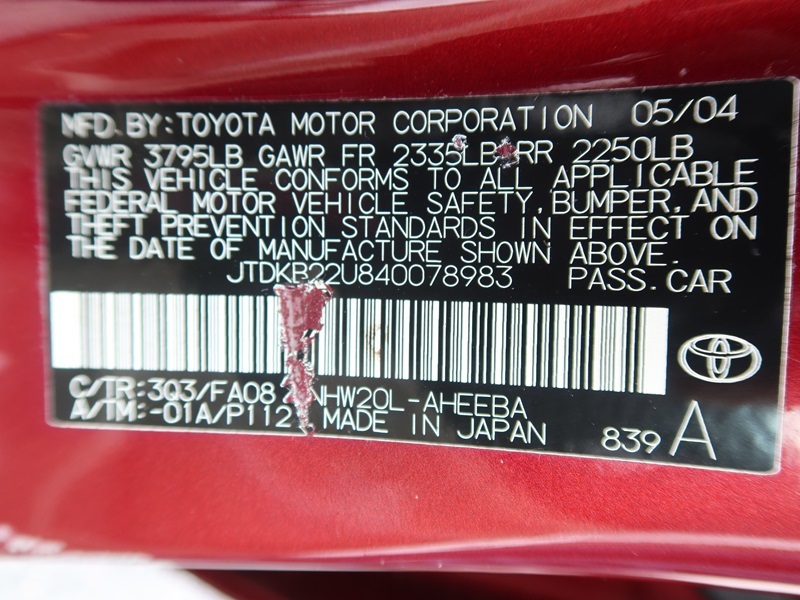 MFD BY: TOYOTA MOTOR CORPORATION 05/04
GVWR 3795LB GAWR FR 2335LB RR 2250LB
THIS VEHICLE CONFORMS TO ALL APPLICABLE
FEDERAL MOTOR VEHICLE SAFETY, BUMPER, AND
THEFT PREVENTION STANDARDS IN EFFECT ON
THE DATE OF MANUFACTURE SHOWN ABOVE.
JTDKB22U840078983 PASS. CAR
C/TR: 3Q3/FA08 NHW20L-AHEEBA
A/TM: -01A/P112 MADE IN JAPAN
839 A